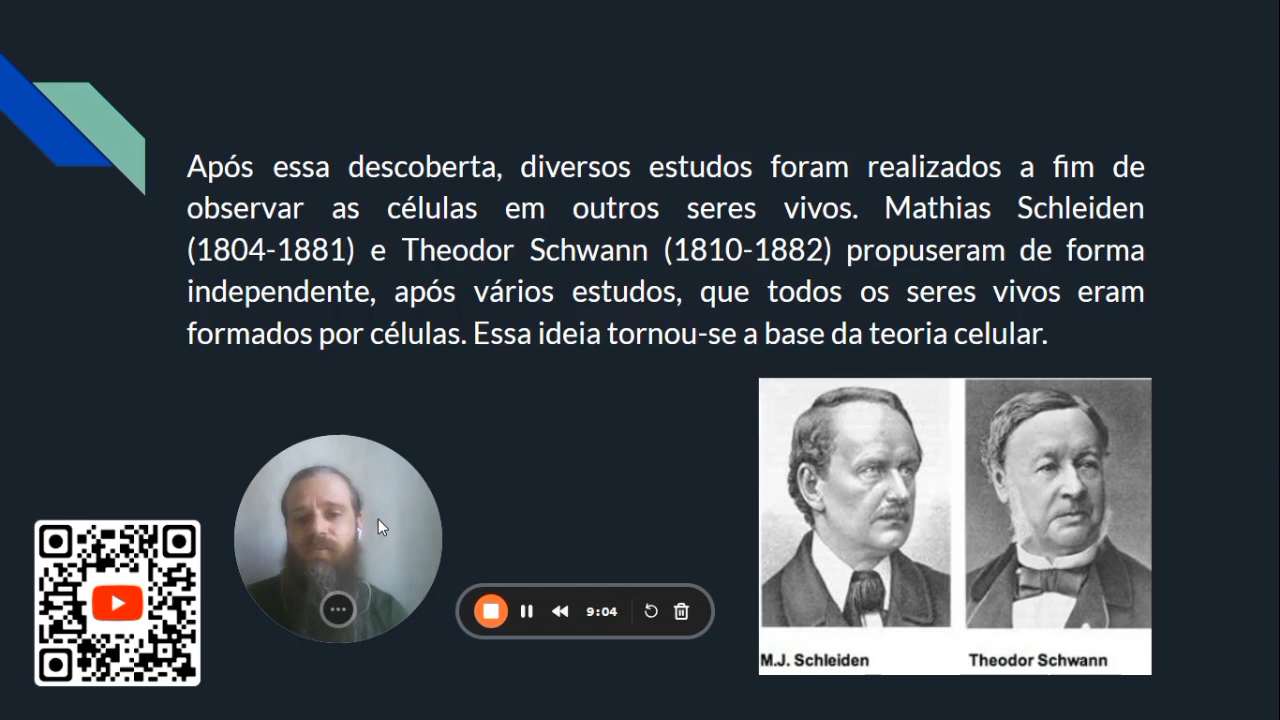 Após essa descoberta, diversos estudos foram realizados a fim de
observar as células em outros seres vivos. Mathias Schleiden
(1804-1881) e Theodor Schwann (1810-1882) propuseram de forma
independente, após vários estudos, que todos os seres vivos eram
formados por células. Essa ideia tornou-se a base da teoria celular.
9:04
M.J. Schleiden
Theodor Schwann